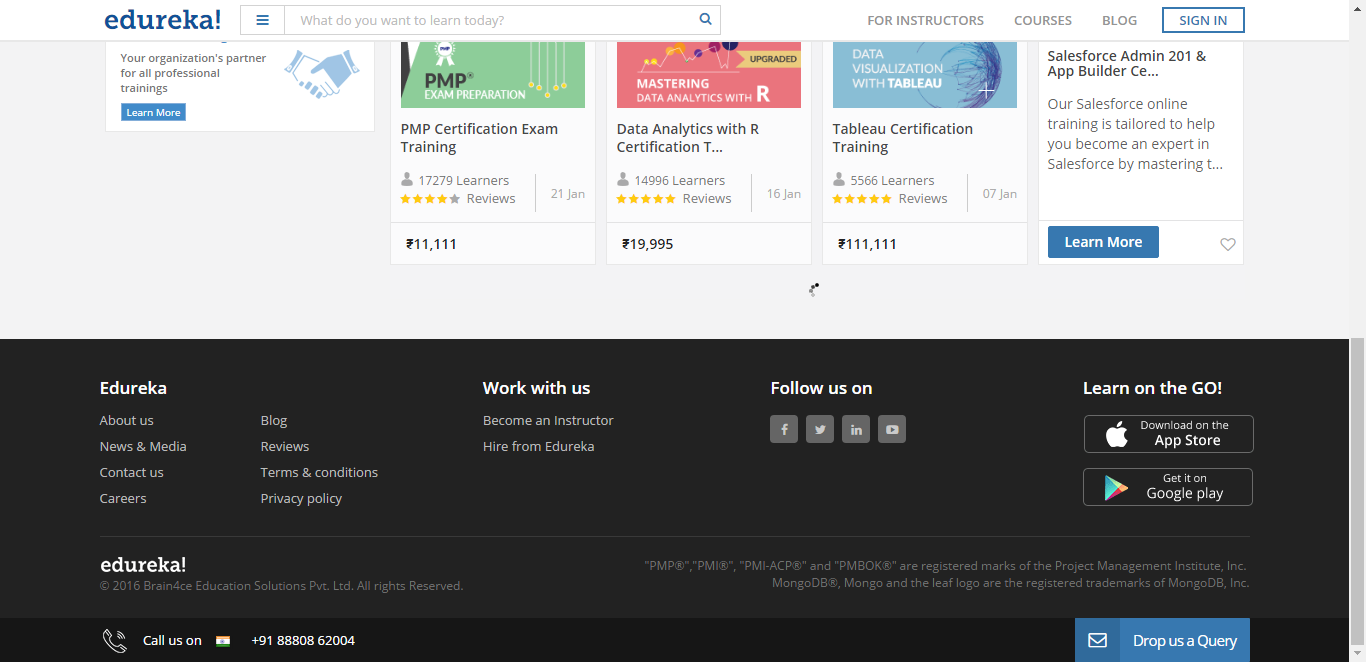 edureka!
What do you want to learn today?
FOR INSTRUCTORS
COURSES
BLOG
SIGN IN
Your organization's partner
for all professional
trainings
Learn More
PMP
PMP®
EXAM PREPARATION
PMP Certification Exam
Training
17279 Learners
Reviews
21 Jan
₹11,111
UPGRADED
MASTERING
DATA ANALYTICS WITH R
Data Analytics with R
Certification T...
14996 Learners
Reviews
16 Jan
₹19,995
DATA
VISUALIZATION
WITH TABLEAU
Tableau Certification
Training
5566 Learners
Reviews
07 Jan
₹111,111
Salesforce Admin 201 &
App Builder Ce...
Our Salesforce online
training is tailored to help
you become an expert in
Salesforce by mastering t...
Learn More
Edureka
About us
News & Media
Contact us
Careers
Blog
Reviews
Terms & conditions
Privacy policy
Work with us
Become an Instructor
Hire from Edureka
Follow us on
Learn on the GO!
Download on the
App Store
Get it on
Google play
edureka!
© 2016 Brain4ce Education Solutions Pvt. Ltd. All rights Reserved.
"PMP®","PMI®", "PMI-ACP®" and "PMBOK®" are registered marks of the Project Management Institute, Inc.
MongoDB®, Mongo and the leaf logo are the registered trademarks of MongoDB, Inc.
Call us on
+91 88808 62004
Drop us a Query